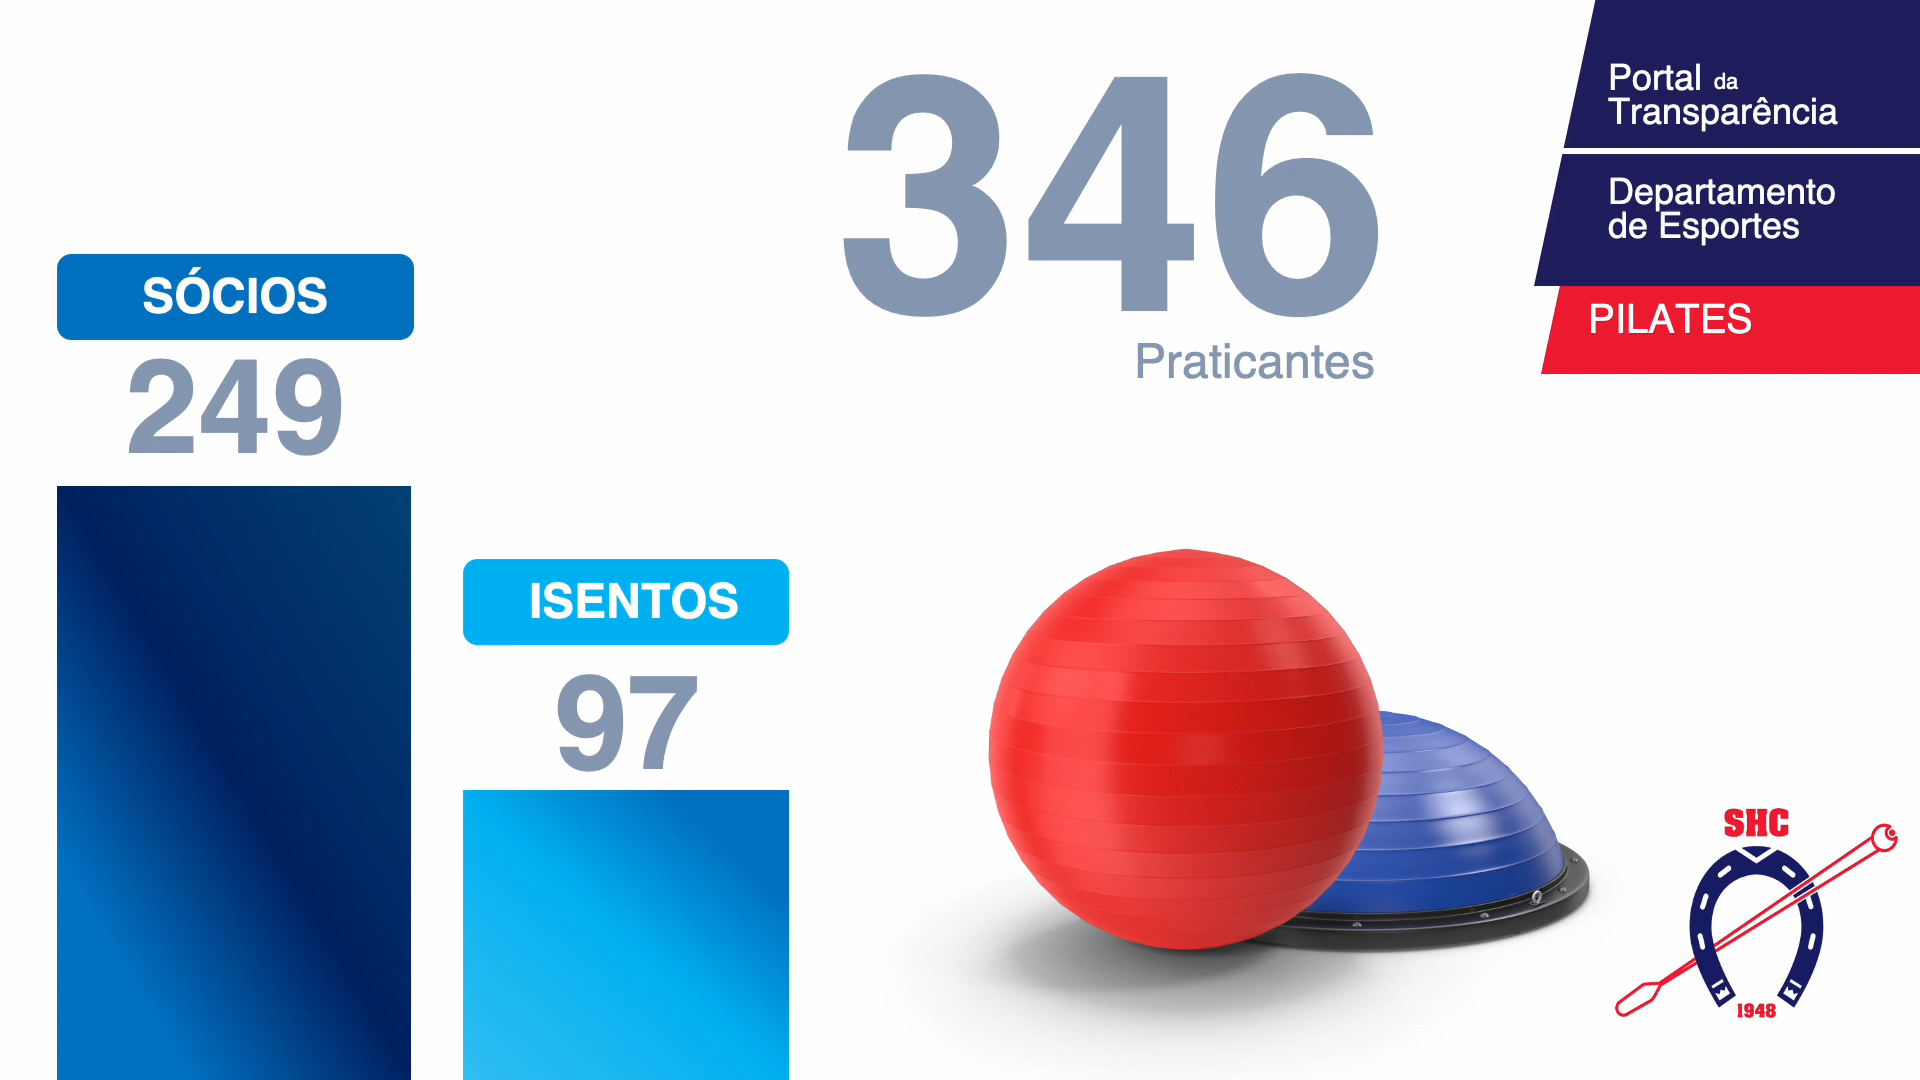 346
Praticantes
Portal da
Transparência
Departamento
de Esportes
PILATES
SÓCIOS
249
ISENTOS
97
SHC
1948